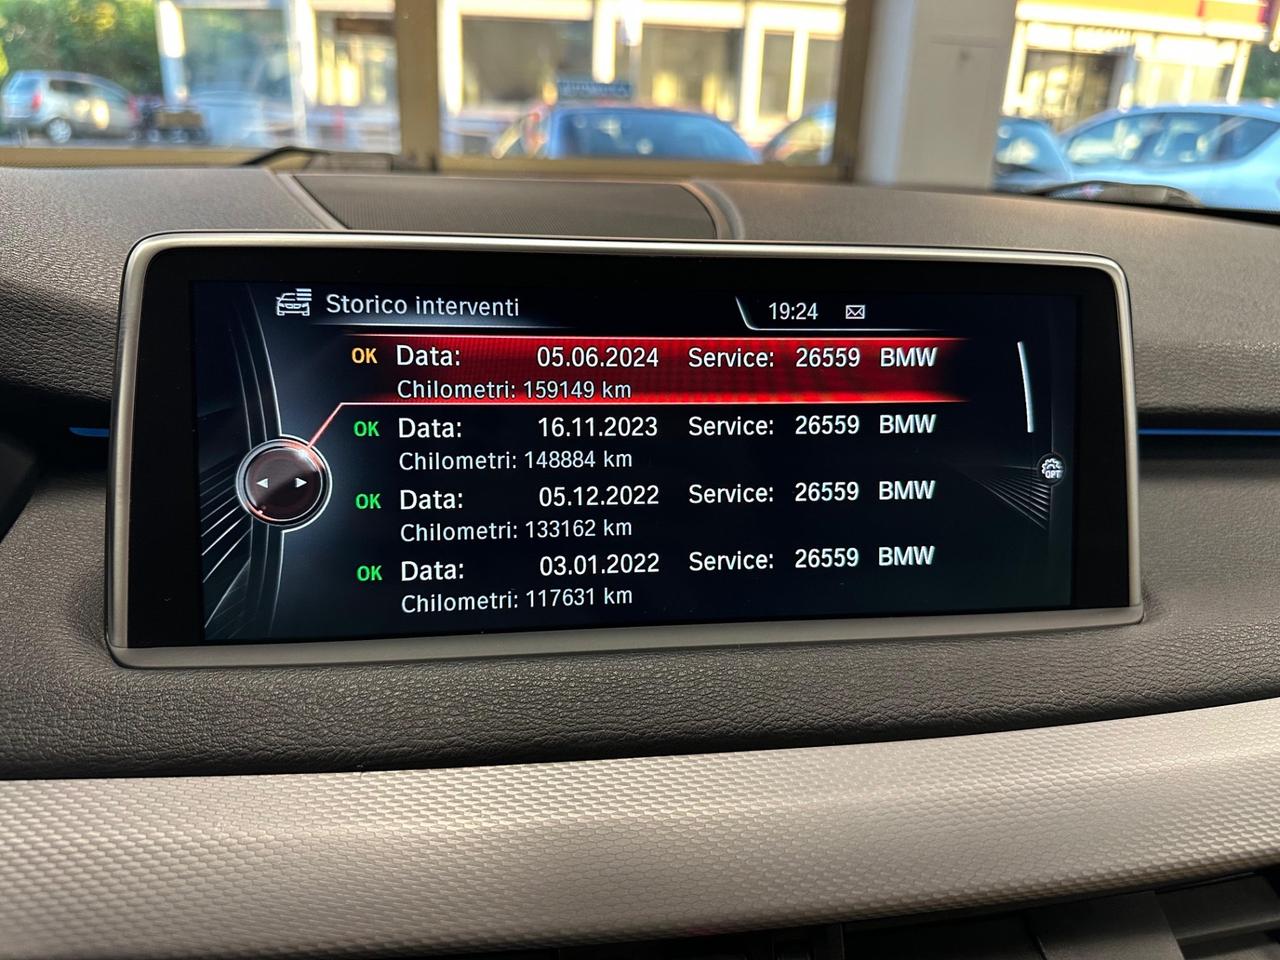 Storico interventi 19:24
OK Data: 05.06.2024 Service: 26559 BMW
Chilometri: 159149 km
OK Data: 16.11.2023 Service: 26559 BMW
Chilometri: 148884 km
OK Data: 05.12.2022 Service: 26559 BMW
Chilometri: 133162 km
OPT
OK Data: 03.01.2022 Service: 26559 BMW
Chilometri: 117631 km